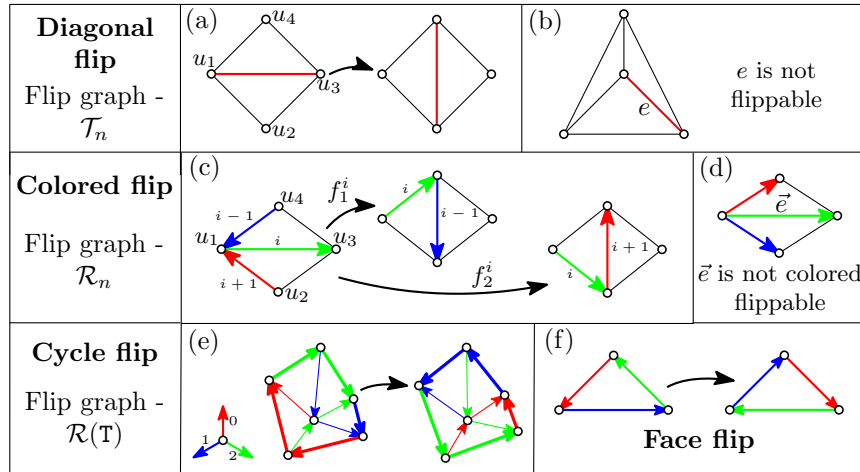 Diagonal
flip
Flip graph -
𝒯ₙ
(a)
u₄
u₁
u₃
u₂
(b)
e
e is not
flippable
Colored flip
Flip graph -
ℛₙ
(c)
u₄
i − 1
u₁
i
u₃
i + 1
u₂
f₁ⁱ
i
i − 1
f₂ⁱ
i
i + 1
(d)
e⃗
e⃗ is not colored
flippable
Cycle flip
Flip graph -
ℛ(T)
(e)
0
1
2
(f)
Face flip